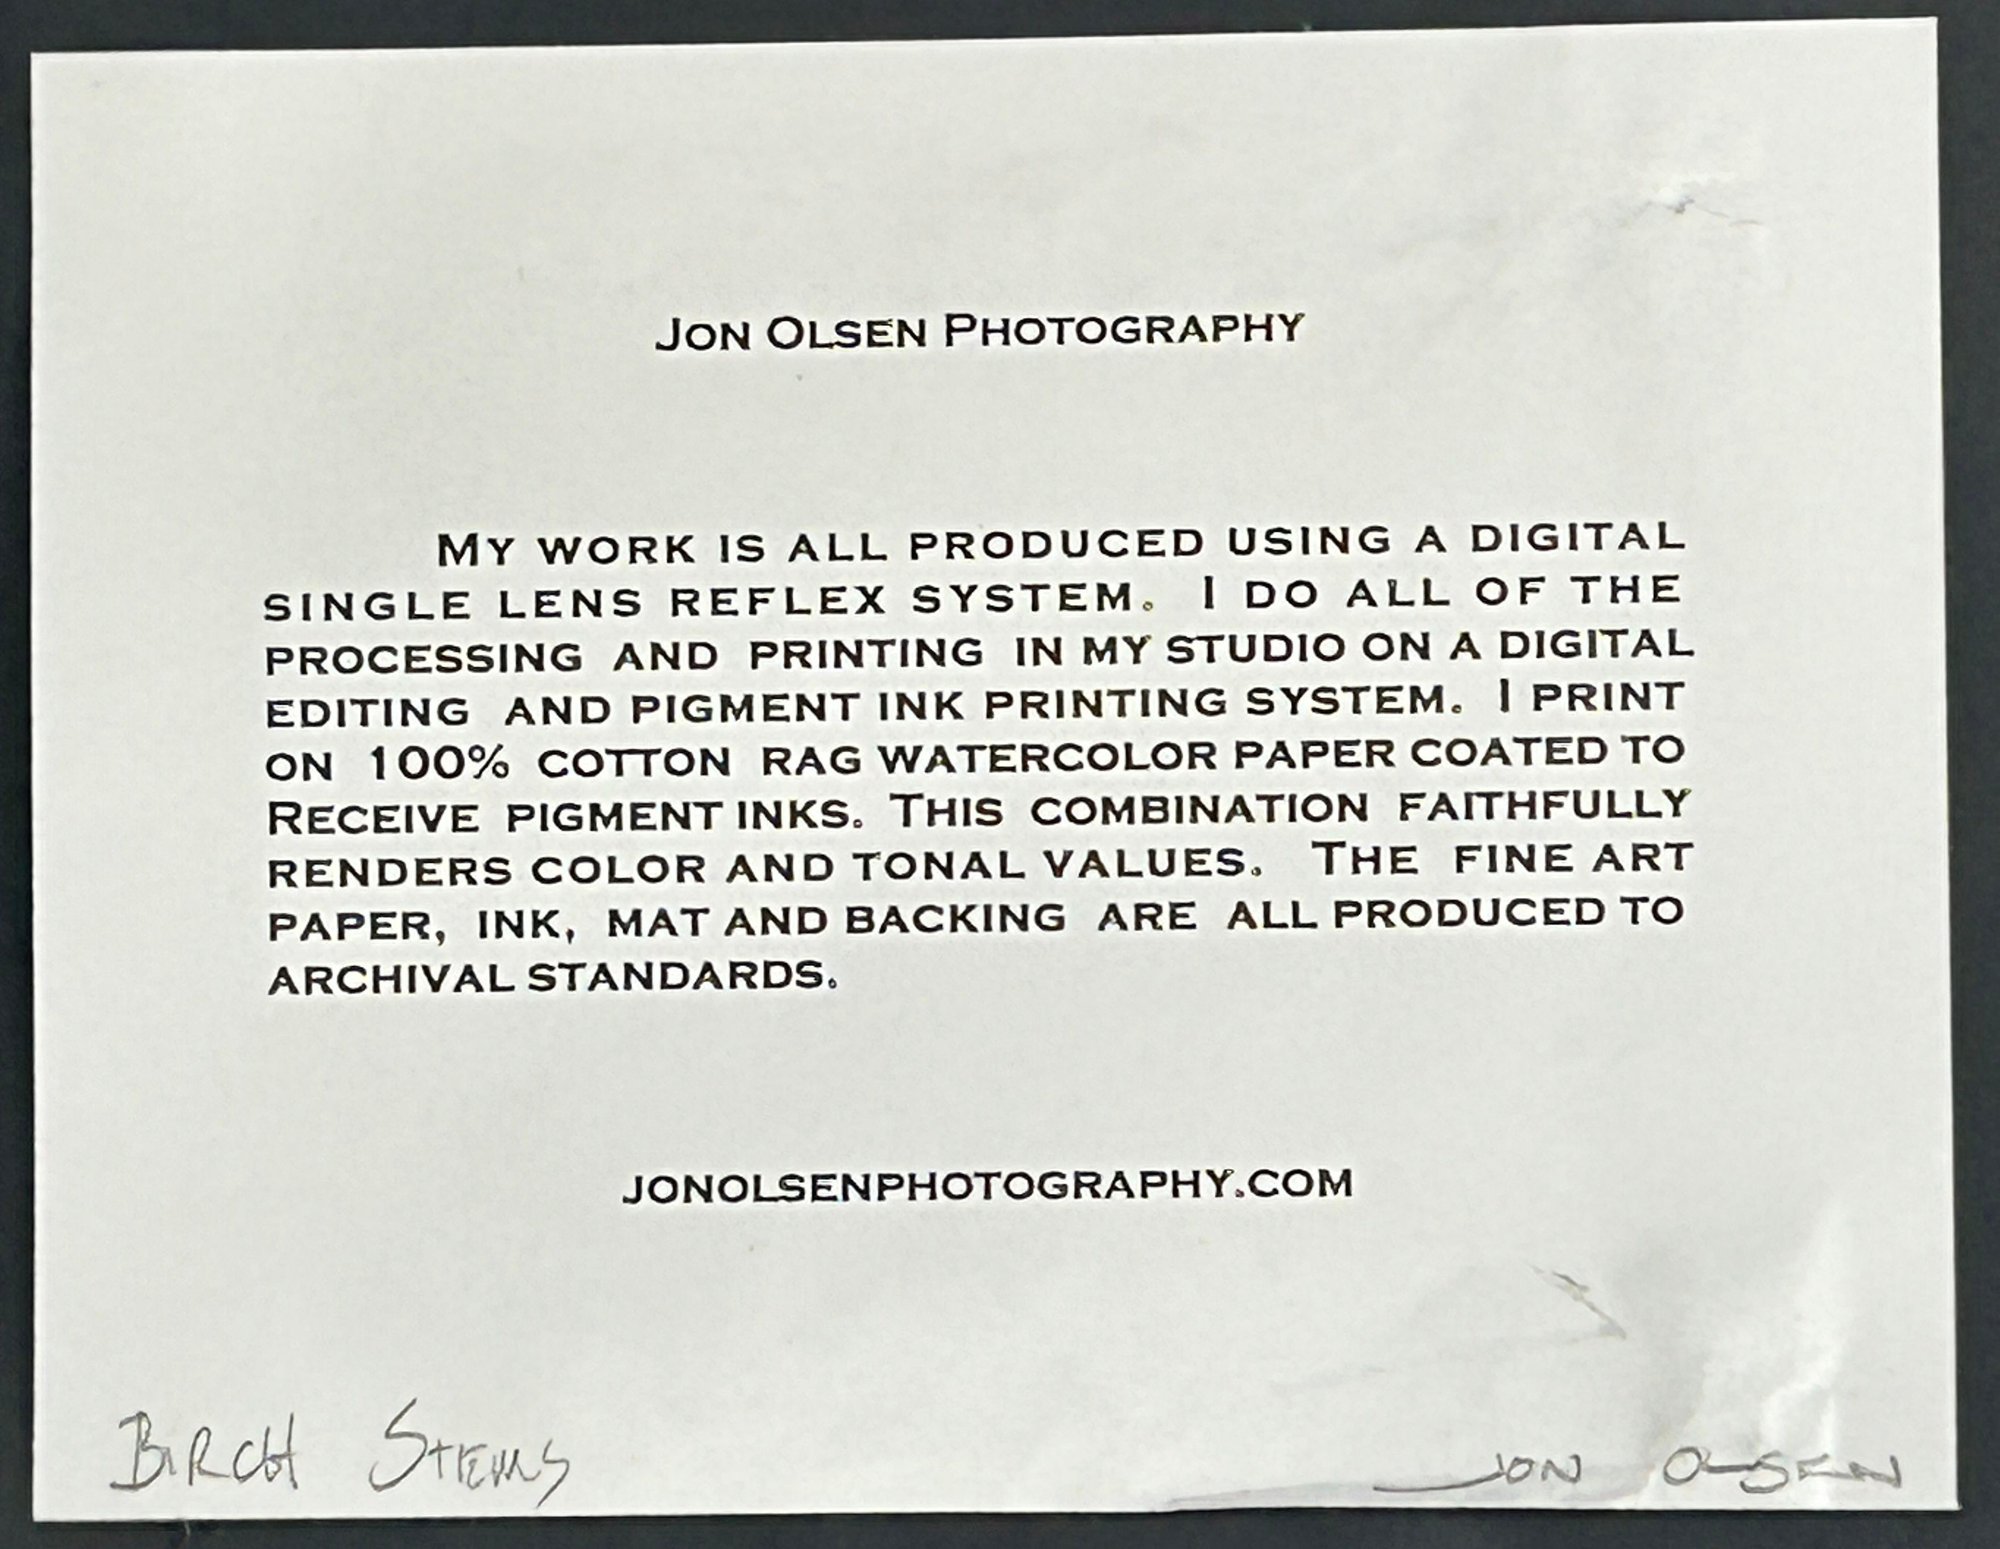 Jon Olsen Photography
My work is all produced using a digital
single lens reflex system. I do all of the
processing and printing in my studio on a digital
editing and pigment ink printing system. I print
on 100% cotton rag watercolor paper coated to
Receive pigment inks. This combination faithfully
renders color and tonal values. The fine art
paper, ink, mat and backing are all produced to
archival standards.
jonolsenphotography.com
Birch Stems
Jon Olsen